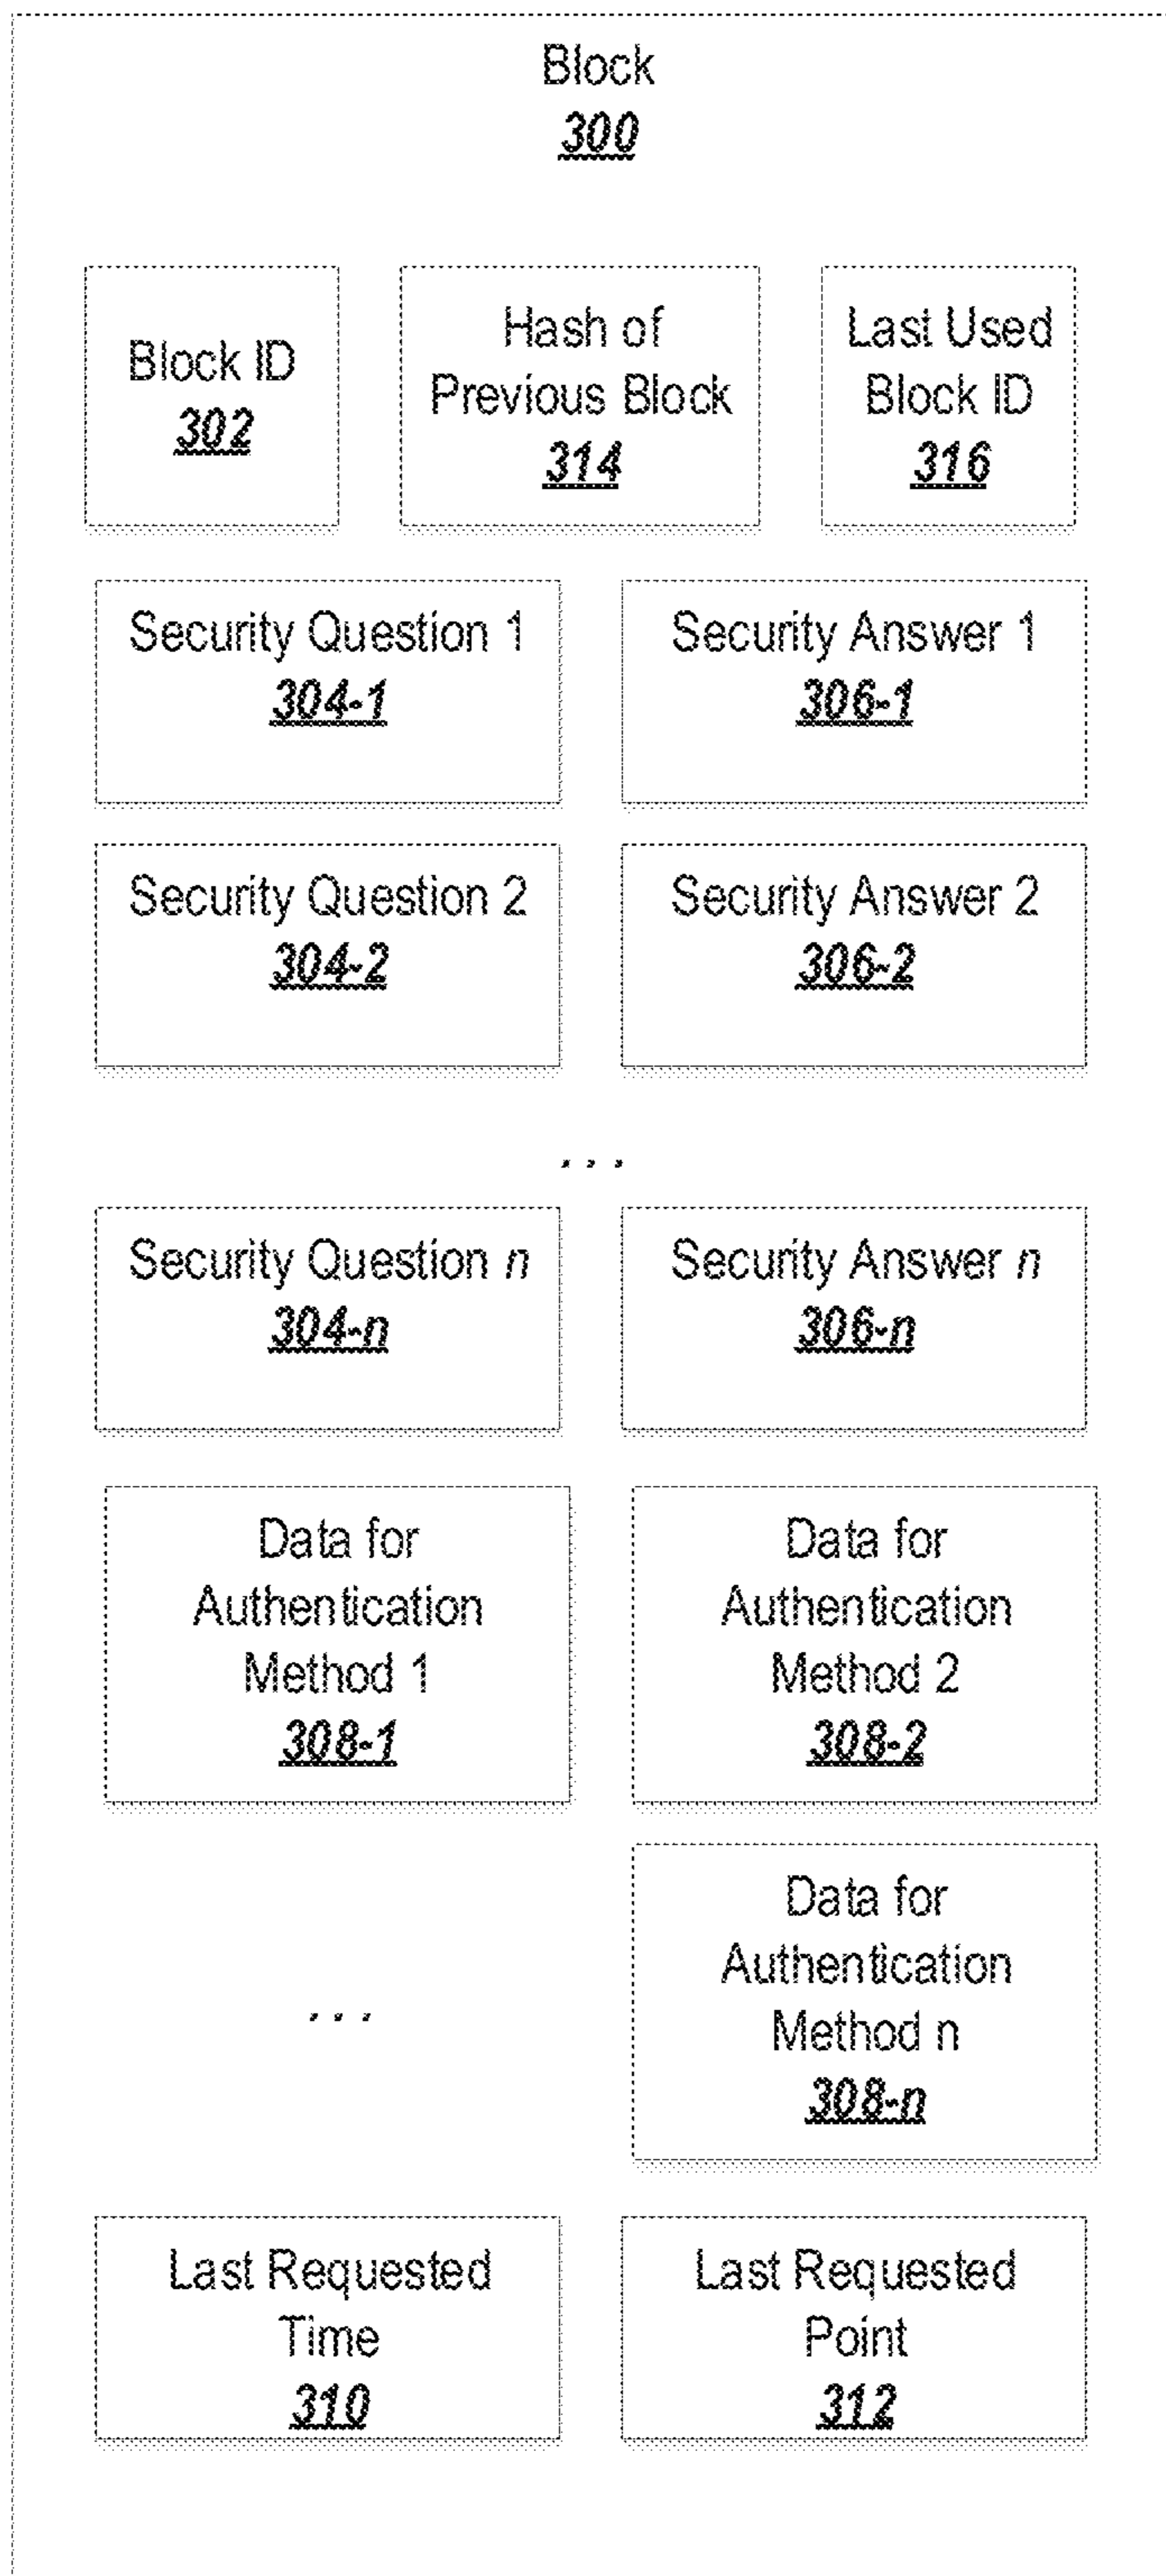 Block
300
Block ID
302
Hash of
Previous Block
314
Last Used
Block ID
316
Security Question 1
304-1
Security Answer 1
306-1
Security Question 2
304-2
Security Answer 2
306-2
. . .
Security Question n
304-n
Security Answer n
306-n
Data for
Authentication
Method 1
308-1
Data for
Authentication
Method 2
308-2
. . .
Data for
Authentication
Method n
308-n
Last Requested
Time
310
Last Requested
Point
312